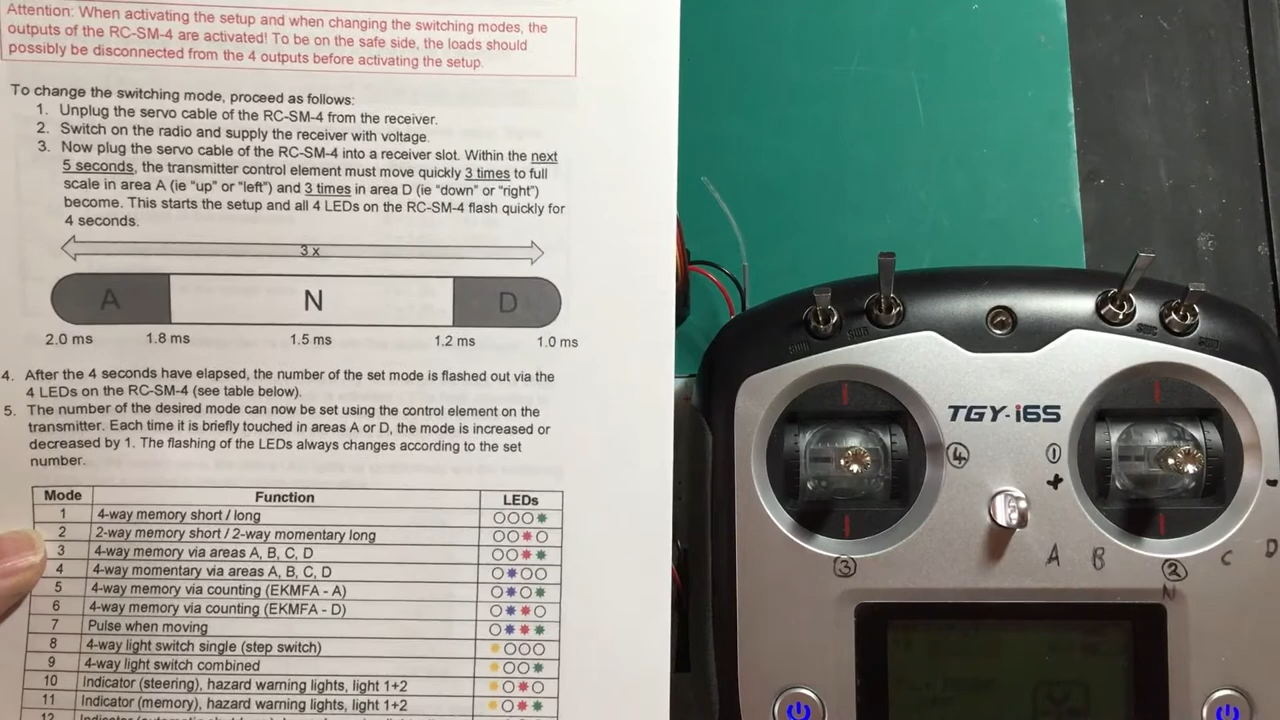 Attention: When activating the setup and when changing the switching modes, the
outputs of the RC-SM-4 are activated! To be on the safe side, the loads should
possibly be disconnected from the 4 outputs before activating the setup.
To change the switching mode, proceed as follows:
1. Unplug the servo cable of the RC-SM-4 from the receiver.
2. Switch on the radio and supply the receiver with voltage.
3. Now plug the servo cable of the RC-SM-4 into a receiver slot. Within the next
5 seconds, the transmitter control element must move quickly 3 times to full
scale in area A (ie "up" or "left") and 3 times in area D (ie "down" or "right")
become. This starts the setup and all 4 LEDs on the RC-SM-4 flash quickly for
4 seconds.
3 x
A N D
2.0 ms 1.8 ms 1.5 ms 1.2 ms 1.0 ms
4. After the 4 seconds have elapsed, the number of the set mode is flashed out via the
4 LEDs on the RC-SM-4 (see table below).
5. The number of the desired mode can now be set using the control element on the
transmitter. Each time it is briefly touched in areas A or D, the mode is increased or
decreased by 1. The flashing of the LEDs always changes according to the set
number.
Mode Function LEDs
1 4-way memory short / long
2 2-way memory short / 2-way momentary long
3 4-way memory via areas A, B, C, D
4 4-way momentary via areas A, B, C, D
5 4-way memory via counting (EKMFA - A)
6 4-way memory via counting (EKMFA - D)
7 Pulse when moving
8 4-way light switch single (step switch)
9 4-way light switch combined
10 Indicator (steering), hazard warning lights, light 1+2
11 Indicator (memory), hazard warning lights, light 1+2
12
SWB
SWC
TGY-i6S
④ ①
+ -
③ A B ② C D
N